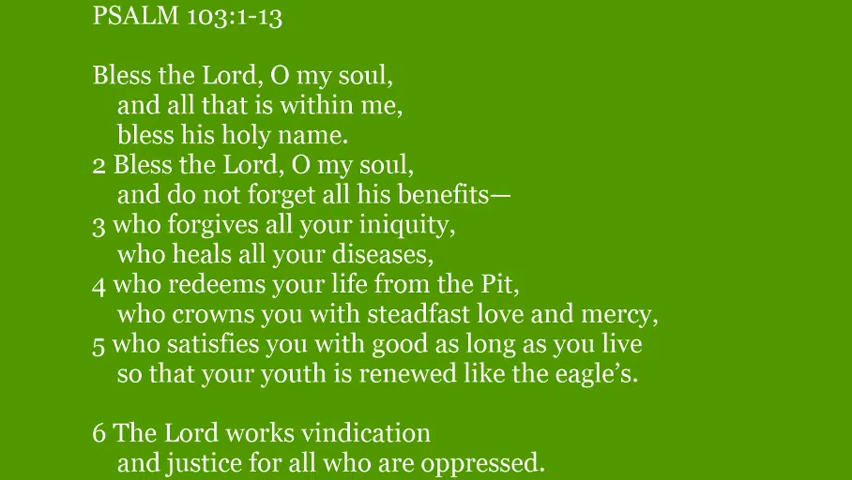 PSALM 103:1-13
Bless the Lord, O my soul,
and all that is within me,
bless his holy name.
2 Bless the Lord, O my soul,
and do not forget all his benefits—
3 who forgives all your iniquity,
who heals all your diseases,
4 who redeems your life from the Pit,
who crowns you with steadfast love and mercy,
5 who satisfies you with good as long as you live
so that your youth is renewed like the eagle’s.
6 The Lord works vindication
and justice for all who are oppressed.